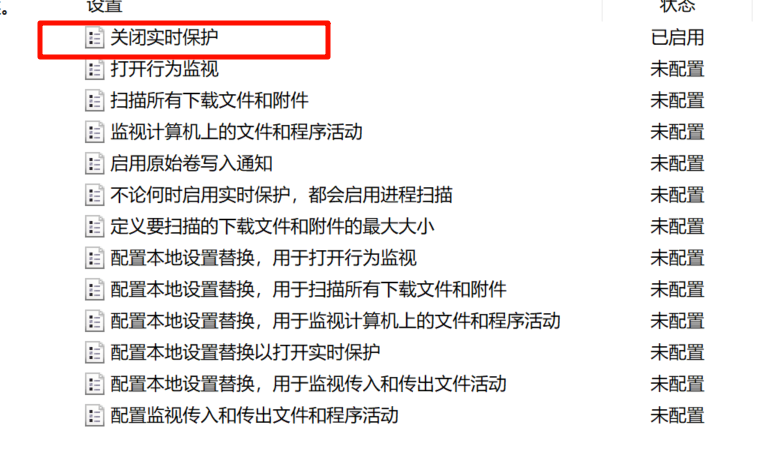 设置 状态
关闭实时保护 已启用
打开行为监视 未配置
扫描所有下载文件和附件 未配置
监视计算机上的文件和程序活动 未配置
启用原始卷写入通知 未配置
不论何时启用实时保护，都会启用进程扫描 未配置
定义要扫描的下载文件和附件的最大大小 未配置
配置本地设置替换，用于打开行为监视 未配置
配置本地设置替换，用于扫描所有下载文件和附件 未配置
配置本地设置替换，用于监视计算机上的文件和程序活动 未配置
配置本地设置替换以打开实时保护 未配置
配置本地设置替换，用于监视传入和传出文件活动 未配置
配置监视传入和传出文件和程序活动 未配置